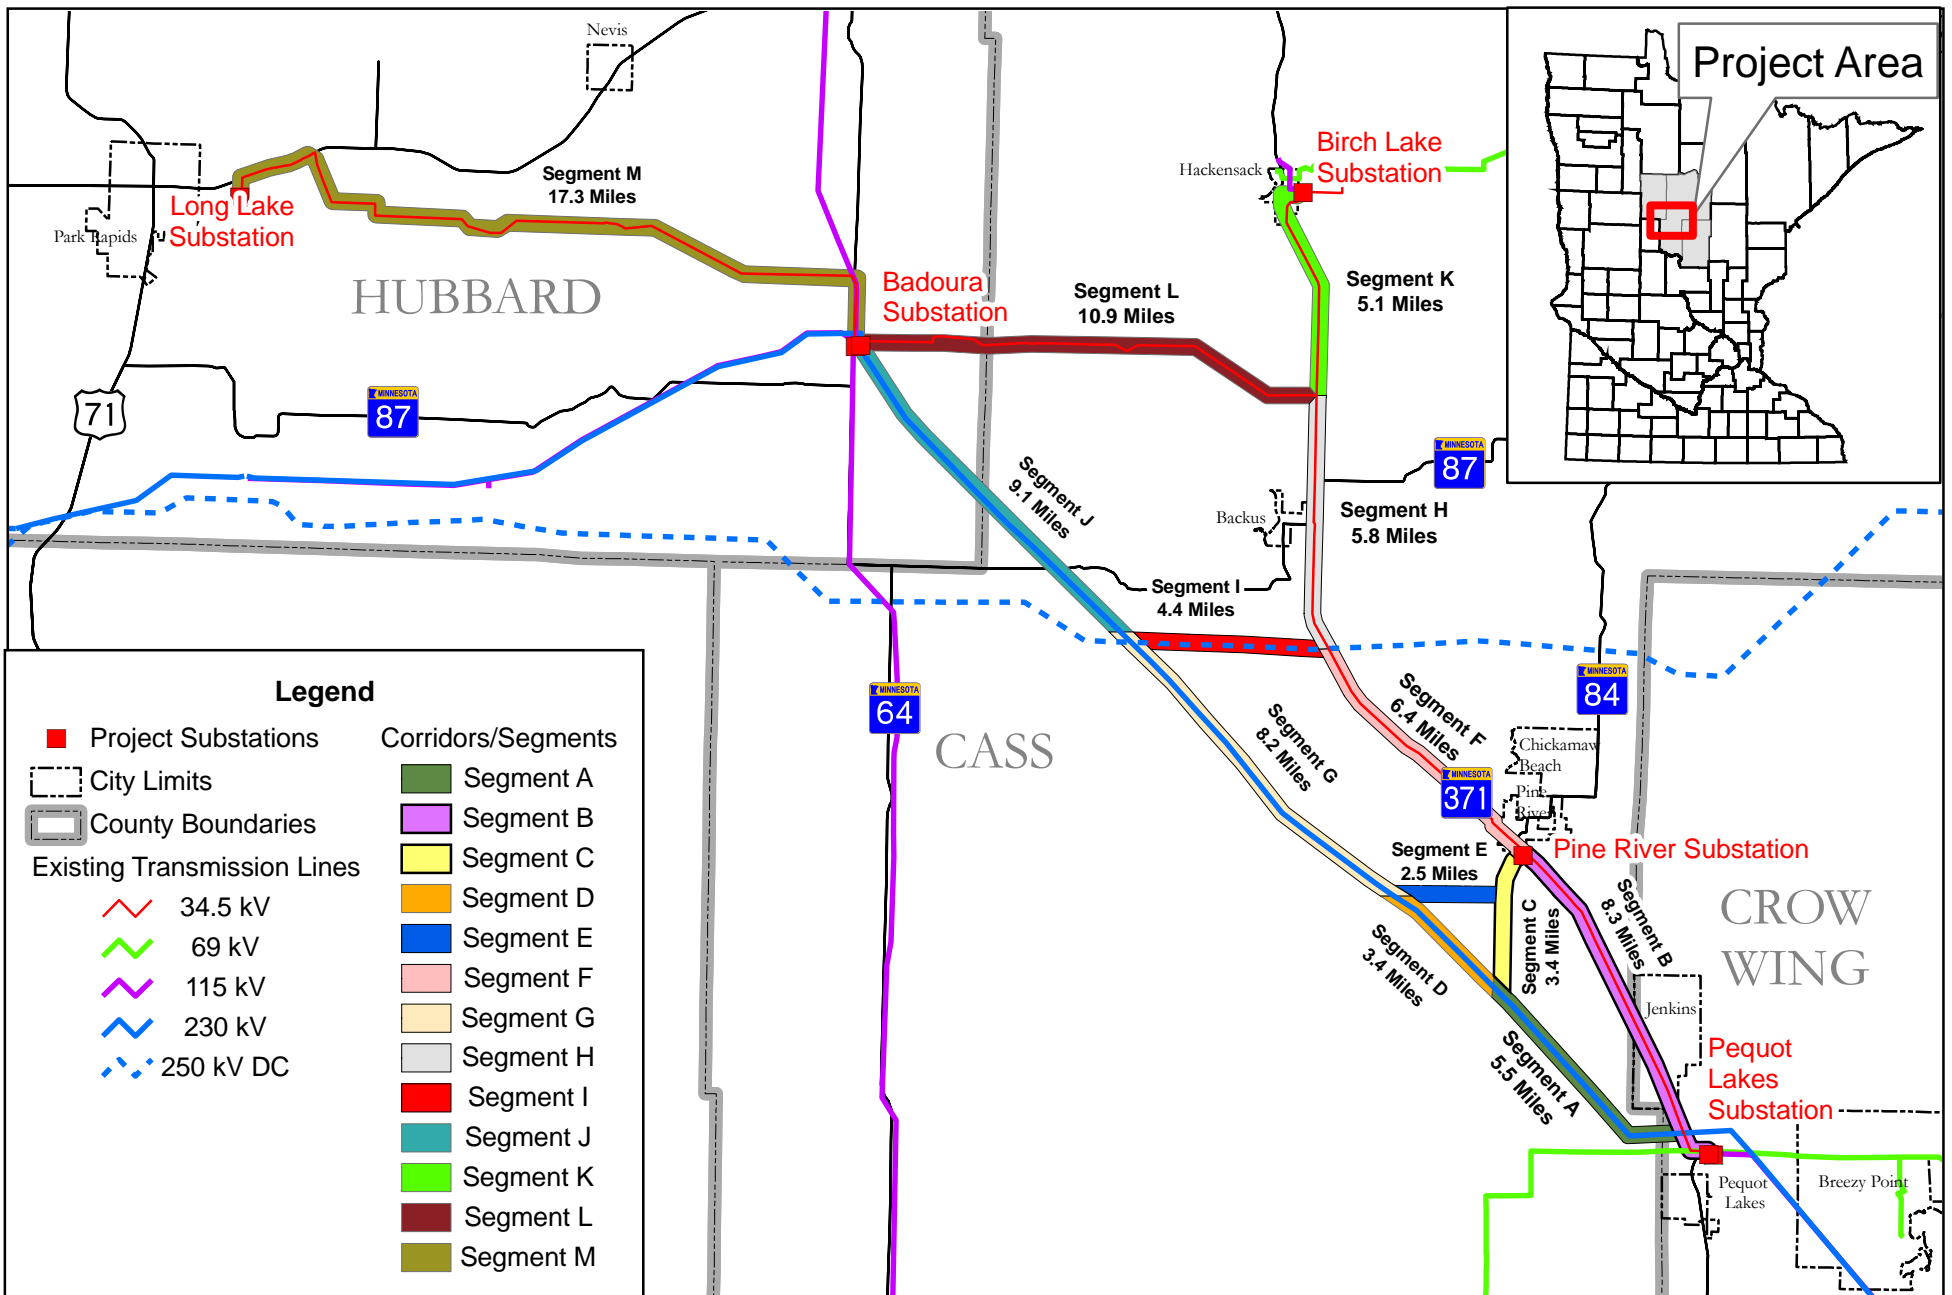 Nevis
Project Area
Birch Lake
Substation
Hackensack
Segment M
17.3 Miles
Long Lake
Substation
Park Rapids
HUBBARD
Badoura
Substation
Segment L
10.9 Miles
Segment K
5.1 Miles
71
MINNESOTA
87
MINNESOTA
87
Segment J
9.1 Miles
Backus
Segment H
5.8 Miles
Segment I
4.4 Miles
MINNESOTA
64
MINNESOTA
84
CASS
Segment G
8.2 Miles
Segment F
6.4 Miles
Chickamaw
Beach
MINNESOTA
371
Pine
River
Segment E
2.5 Miles
Pine River Substation
Segment C
3.4 Miles
Segment B
8.3 Miles
CROW
WING
Segment D
3.4 Miles
Jenkins
Segment A
5.5 Miles
Pequot
Lakes
Substation
Pequot
Lakes
Breezy Point
Legend
Project Substations
City Limits
County Boundaries
Existing Transmission Lines
34.5 kV
69 kV
115 kV
230 kV
250 kV DC
Corridors/Segments
Segment A
Segment B
Segment C
Segment D
Segment E
Segment F
Segment G
Segment H
Segment I
Segment J
Segment K
Segment L
Segment M